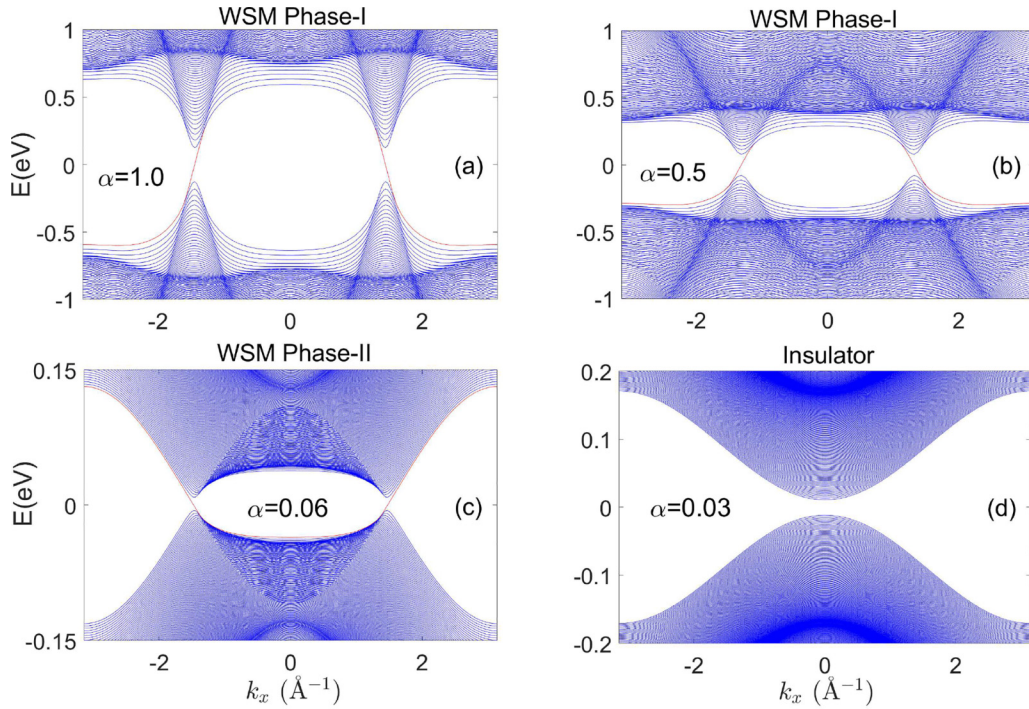 WSM Phase-I
1
0.5
0
-0.5
-1
E(eV)
α=1.0
(a)
-2 0 2
WSM Phase-I
1
0.5
0
-0.5
-1
α=0.5
(b)
-2 0 2
WSM Phase-II
0.15
0
-0.15
E(eV)
α=0.06
(c)
-2 0 2
k_x (Å⁻¹)
Insulator
0.2
0.1
0
-0.1
-0.2
α=0.03
(d)
-2 0 2
k_x (Å⁻¹)